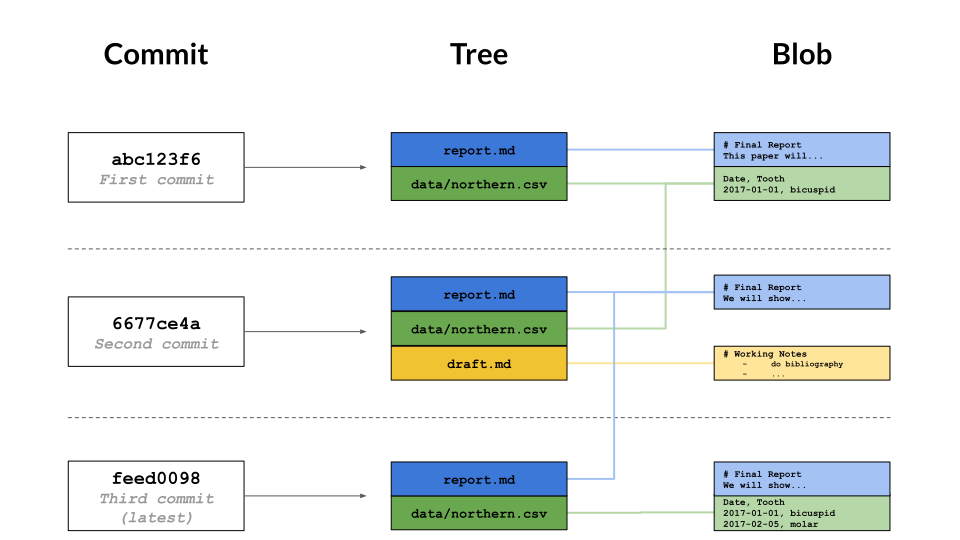 Commit
Tree
Blob
abc123f6
First commit
report.md
data/northern.csv
# Final Report
This paper will...
Date, Tooth
2017-01-01, bicuspid
6677ce4a
Second commit
report.md
data/northern.csv
draft.md
# Final Report
We will show...
# Working Notes
- do bibliography
- ...
feed0098
Third commit
(latest)
report.md
data/northern.csv
# Final Report
We will show...
Date, Tooth
2017-01-01, bicuspid
2017-02-05, molar